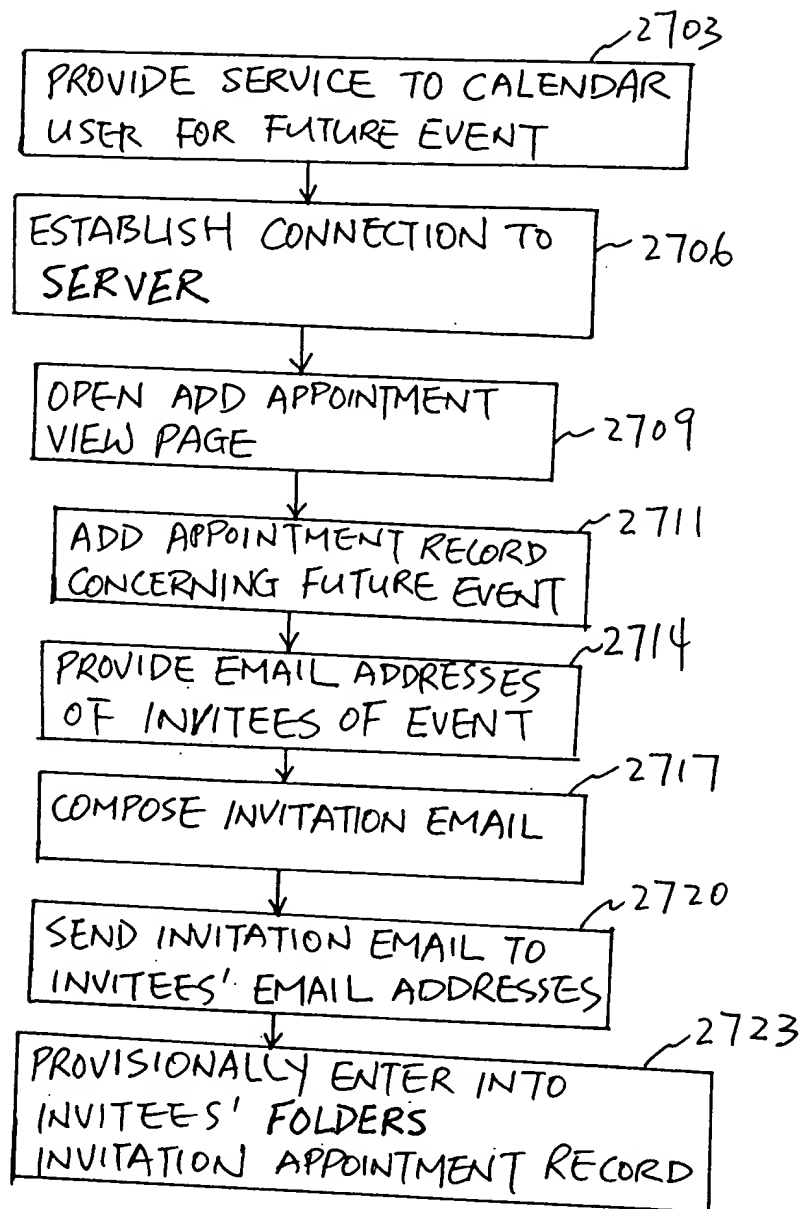 2703
PROVIDE SERVICE TO CALENDAR
USER FOR FUTURE EVENT
ESTABLISH CONNECTION TO
SERVER
2706
OPEN ADD APPOINTMENT
VIEW PAGE
2709
2711
ADD APPOINTMENT RECORD
CONCERNING FUTURE EVENT
2714
PROVIDE EMAIL ADDRESSES
OF INVITEES OF EVENT
2717
COMPOSE INVITATION EMAIL
2720
SEND INVITATION EMAIL TO
INVITEES' EMAIL ADDRESSES
2723
PROVISIONALLY ENTER INTO
INVITEES' FOLDERS
INVITATION APPOINTMENT RECORD